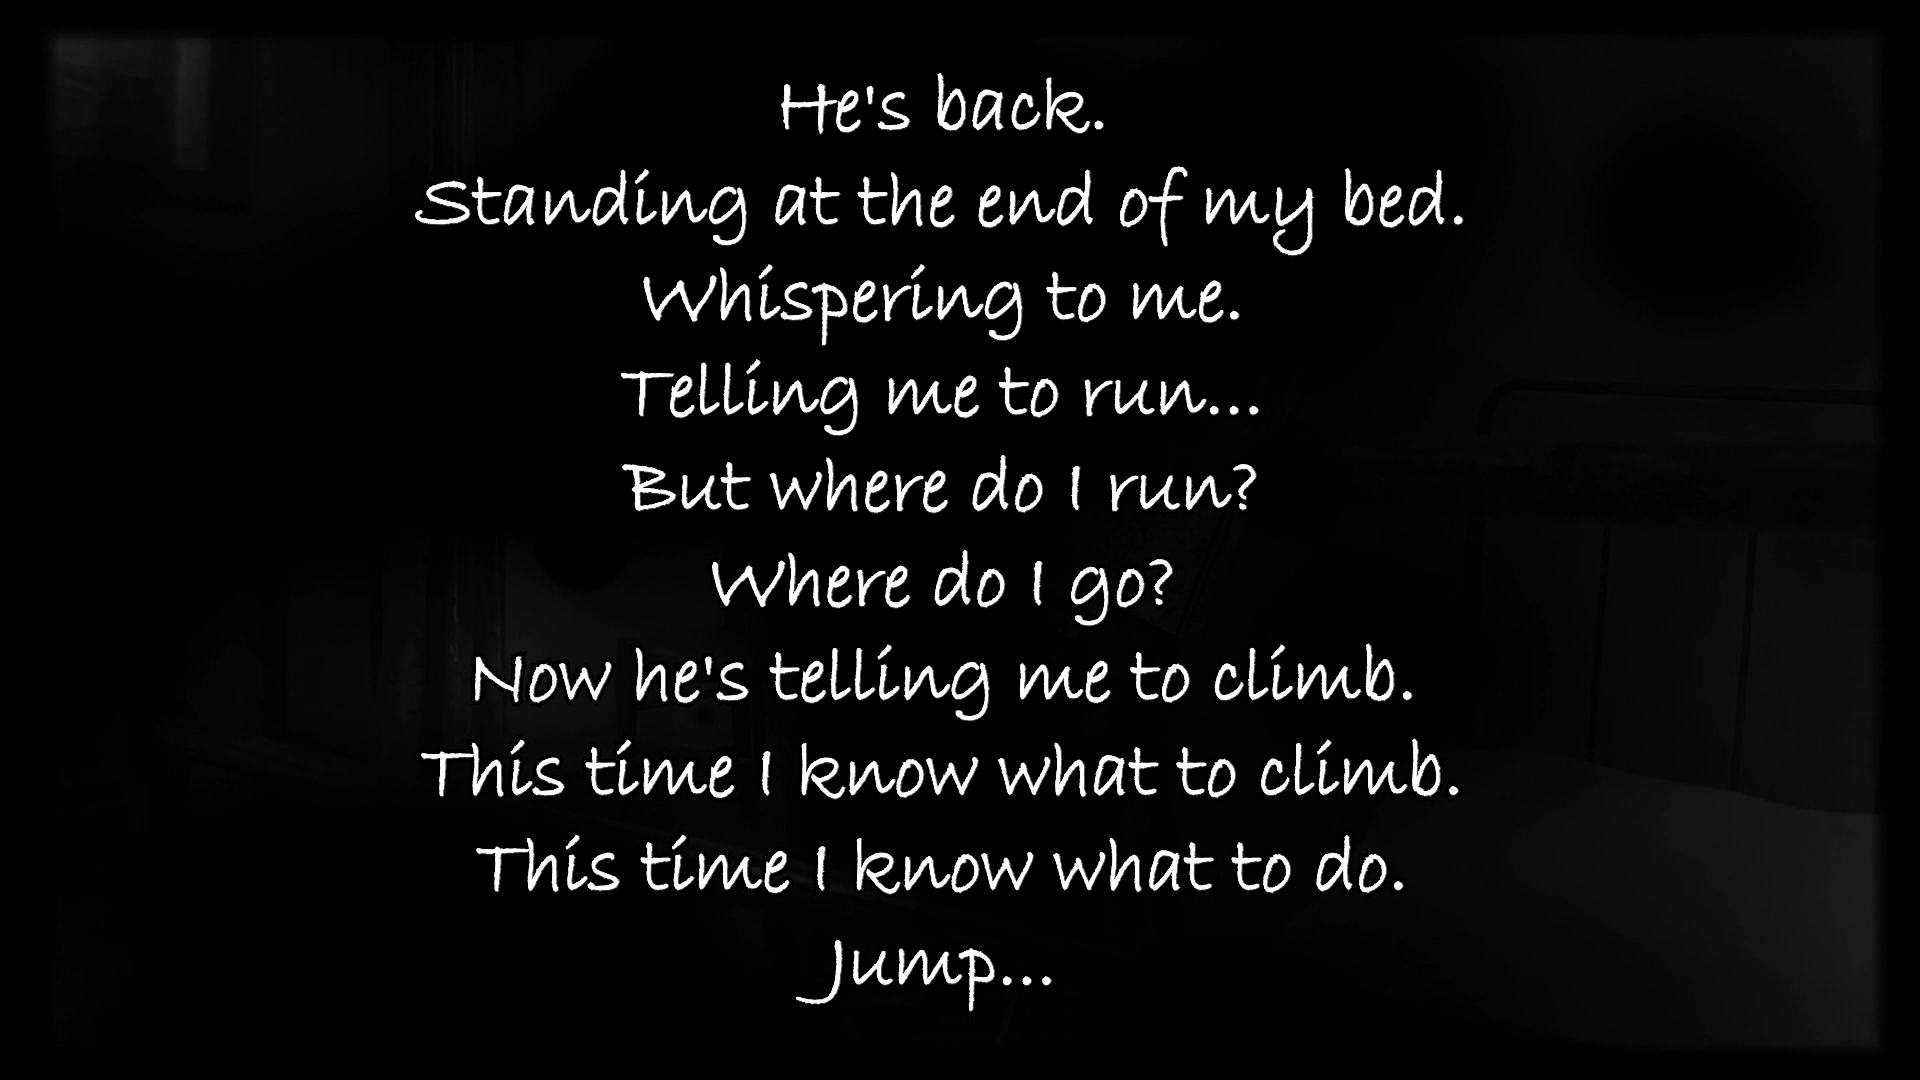 He's back.
Standing at the end of my bed.
Whispering to me.
Telling me to run...
But where do I run?
Where do I go?
Now he's telling me to climb.
This time I know what to climb.
This time I know what to do.
Jump...